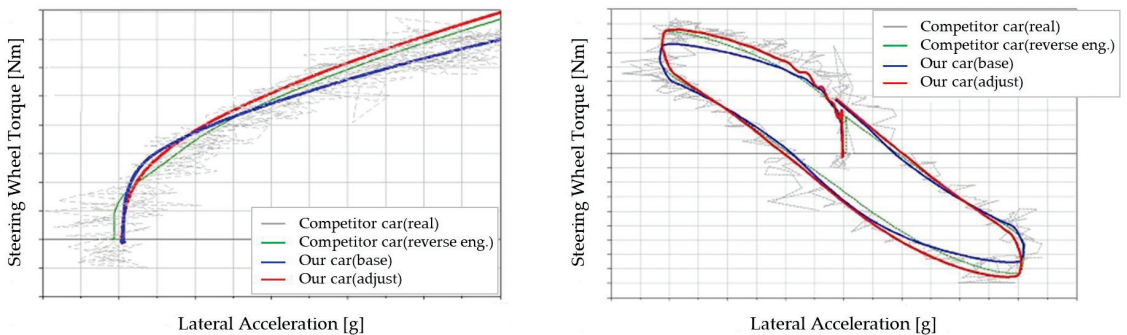 Steering Wheel Torque [Nm]
Competitor car(real)
Competitor car(reverse eng.)
Our car(base)
Our car(adjust)
Lateral Acceleration [g]
Steering Wheel Torque [Nm]
Competitor car(real)
Competitor car(reverse eng.)
Our car(base)
Our car(adjust)
Lateral Acceleration [g]